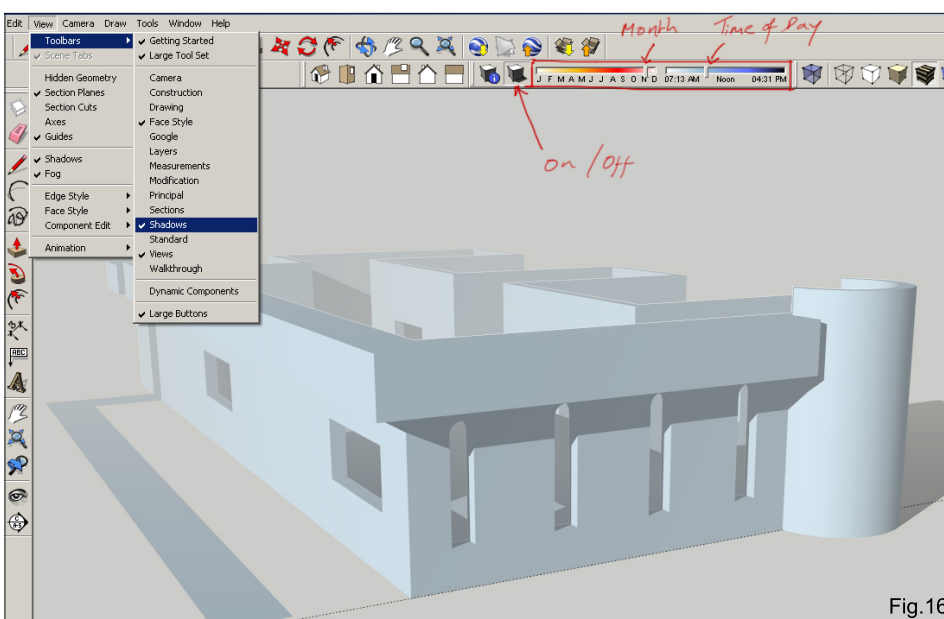 Edit View Camera Draw Tools Window Help
Month Time of Day
Toolbars
Scene Tabs
Hidden Geometry
Section Planes
Section Cuts
Axes
Guides
Shadows
Fog
Edge Style
Face Style
Component Edit
Animation
Getting Started
Large Tool Set
Camera
Construction
Drawing
Face Style
Google
Layers
Measurements
Modification
Principal
Sections
Shadows
Standard
Views
Walkthrough
Dynamic Components
Large Buttons
J F M A M J J A S O N D 07:13 AM Noon 04:31 PM
On / Off
ABC
Fig.16